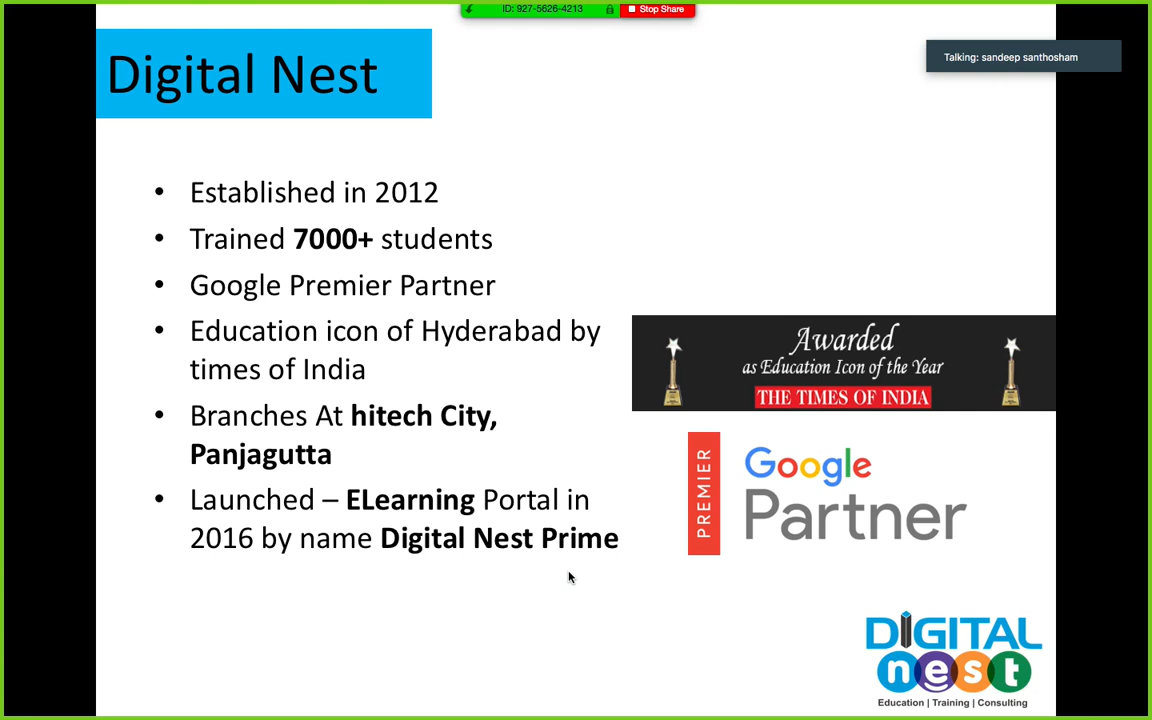 ID: 927-5626-4213
Stop Share
Talking: sandeep santhosham
Digital Nest
• Established in 2012
• Trained 7000+ students
• Google Premier Partner
• Education icon of Hyderabad by
times of India
• Branches At hitech City,
Panjagutta
• Launched – ELearning Portal in
2016 by name Digital Nest Prime
Awarded
as Education Icon of the Year
THE TIMES OF INDIA
PREMIER
Google
Partner
DIGITAL
nest
Education | Training | Consulting